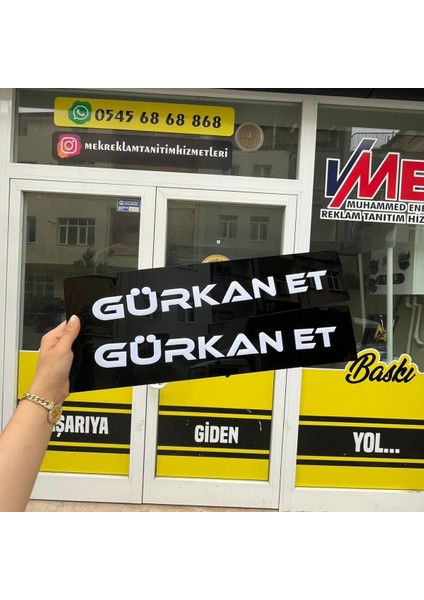 0545 68 68 868
MEKREKLAMTANITIMHIZMETLERİ
ME
MUHAMMED ENE
REKLAM TANITIM HİZ
GÜRKAN ET
GÜRKAN ET
Baskı
ŞARIYA
GİDEN
YOL...